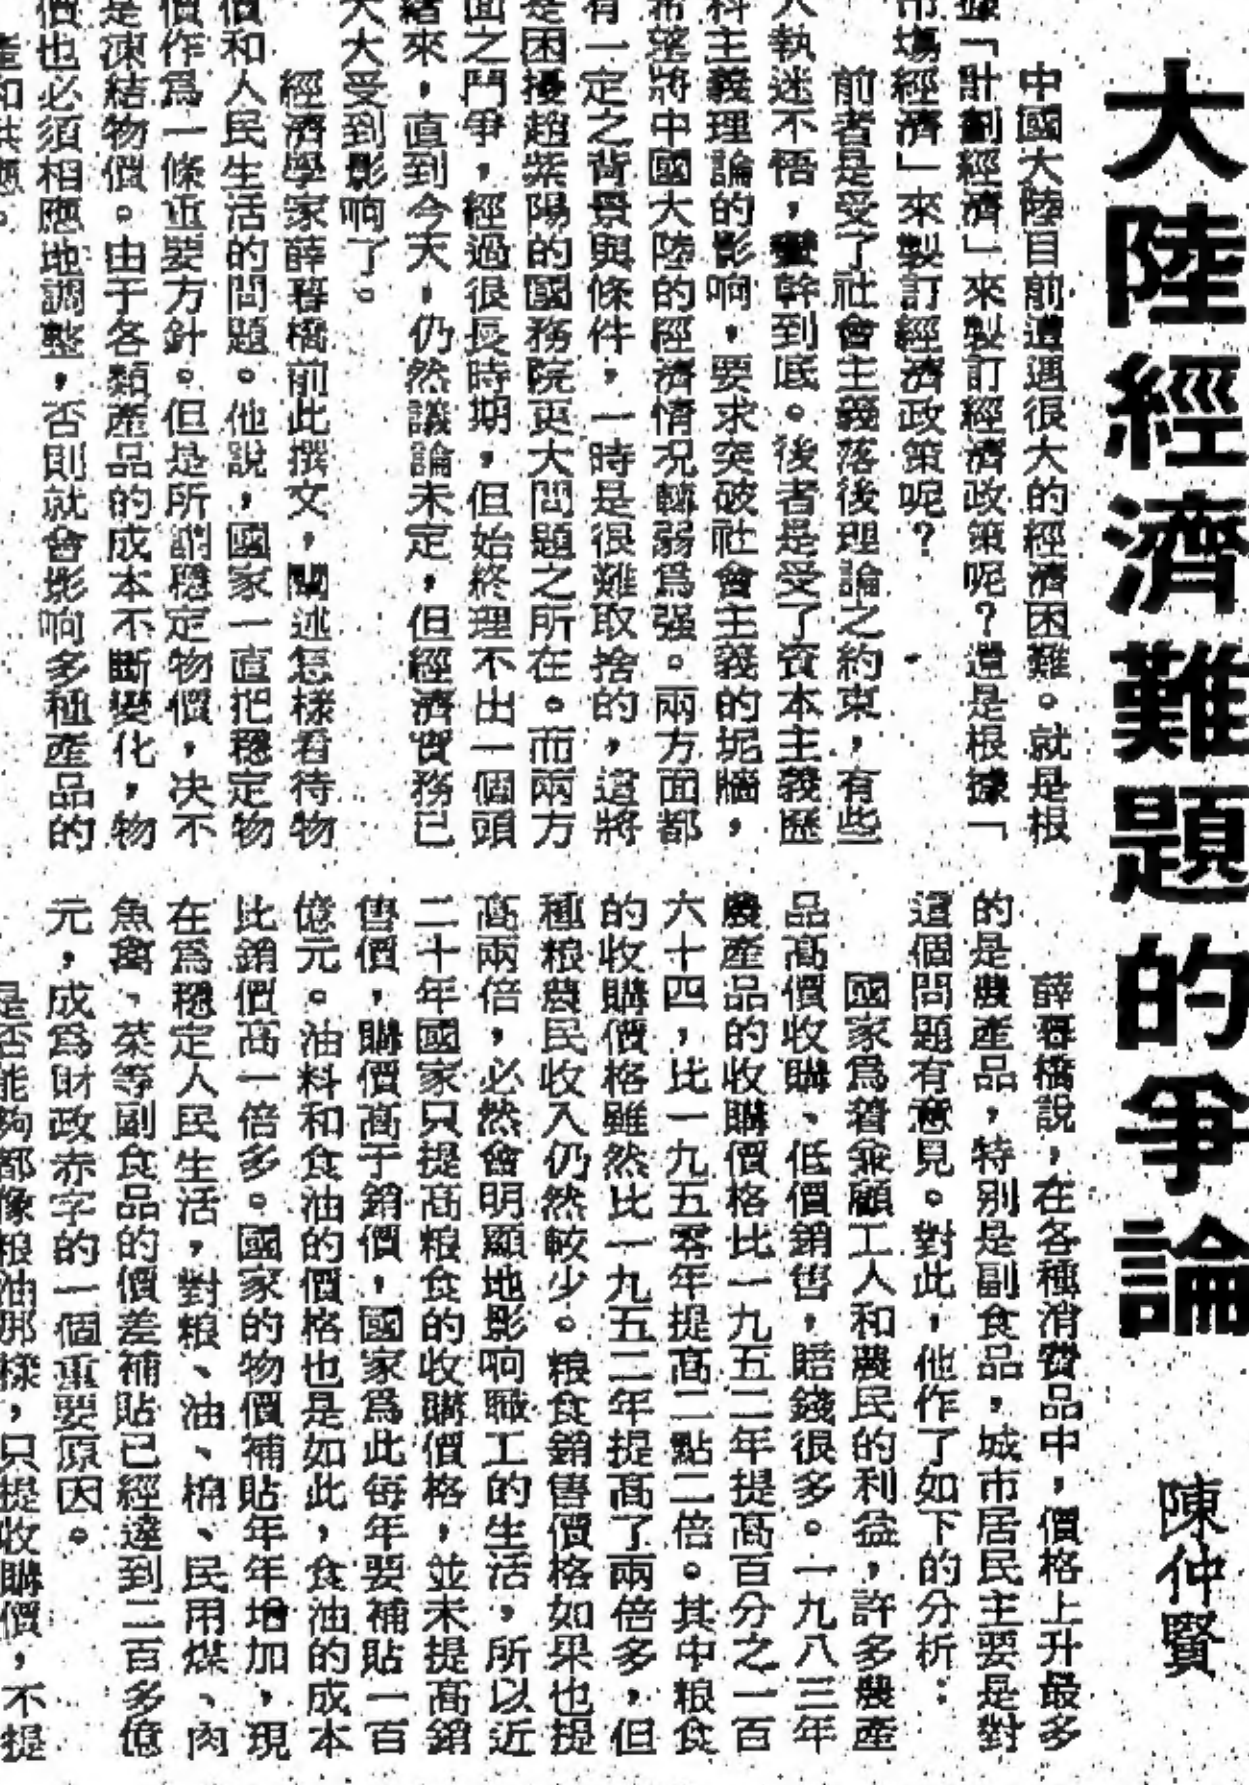 大陸經濟難題的爭論
陳仲賢
中國大陸目前遭遇很大的經濟困難。就是根
據「計劃經濟」來製訂經濟政策呢?還是根據「
市場經濟」來製訂經濟政策呢?
前者是受了社會主義落後理論之約束,有些
人執迷不悟,蠻幹到底。後者是受了資本主義歷
科主義理論的影响,要求突破社會主義的圯牆,
希望將中國大陸的經濟情况轉弱爲强。兩方面都
有一定之背景與條件,一時是很難取捨的,這將
是困擾趙紫陽的國務院更大問題之所在。而兩方
面之鬥爭,經過很長時期,但始終理不出一個頭
緒來,直到今天,仍然議論未定,但經濟實務已
大大受到影响了。
經濟學家薛暮橋前此撰文,闡述怎樣看待物
價和人民生活的問題。他說,國家一直把穩定物
價作爲一條重要方針。但是所謂穩定物價,决不
是凍結物價。由于各類產品的成本不斷變化,物
價也必須相應地調整,否則就會影响多種產品的
產和供應。
薛暮橋說,在各種消費品中,價格上升最多
的是農產品,特別是副食品,城市居民主要是對
這個問題有意見。對此,他作了如下的分析:
國家爲着兼顧工人和農民的利益,許多農產
品高價收購、低價銷售,賠錢很多。一九八三年
農產品的收購價格比一九五二年提高百分之一百
六十四,比一九五零年提高二點二倍。其中粮食
的收購價格雖然比一九五二年提高了兩倍多,但
種粮農民收入仍然較少。粮食銷售價格如果也提
高兩倍,必然會明顯地影响職工的生活,所以近
二十年國家只提高粮食的收購價格,並未提高銷
售價,購價高于銷價,國家爲此每年要補貼一百
億元。油料和食油的價格也是如此,食油的成本
比銷價高一倍多。國家的物價補貼年年增加,現
在爲穩定人民生活,對粮、油、棉、民用煤、肉
魚禽、菜等副食品的價差補貼已經達到二百多億
元,成爲財政赤字的一個重要原因。
是否能夠都像粮油那樣,只提收購價,不提